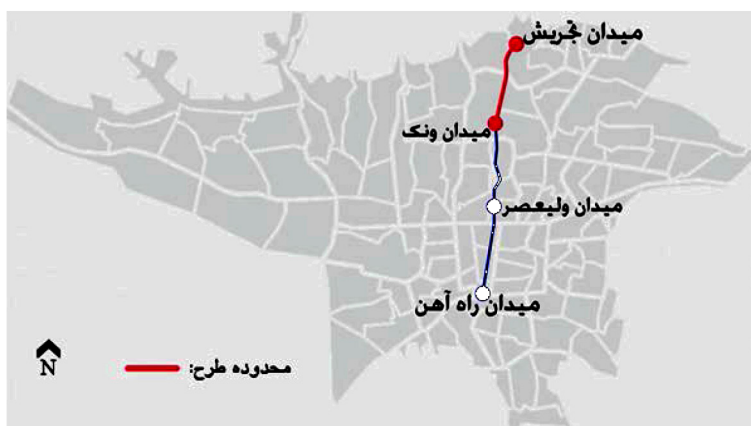 میدان تجریش
میدان ونک
میدان ولیعصر
میدان راه آهن
N
محدوده طرح: